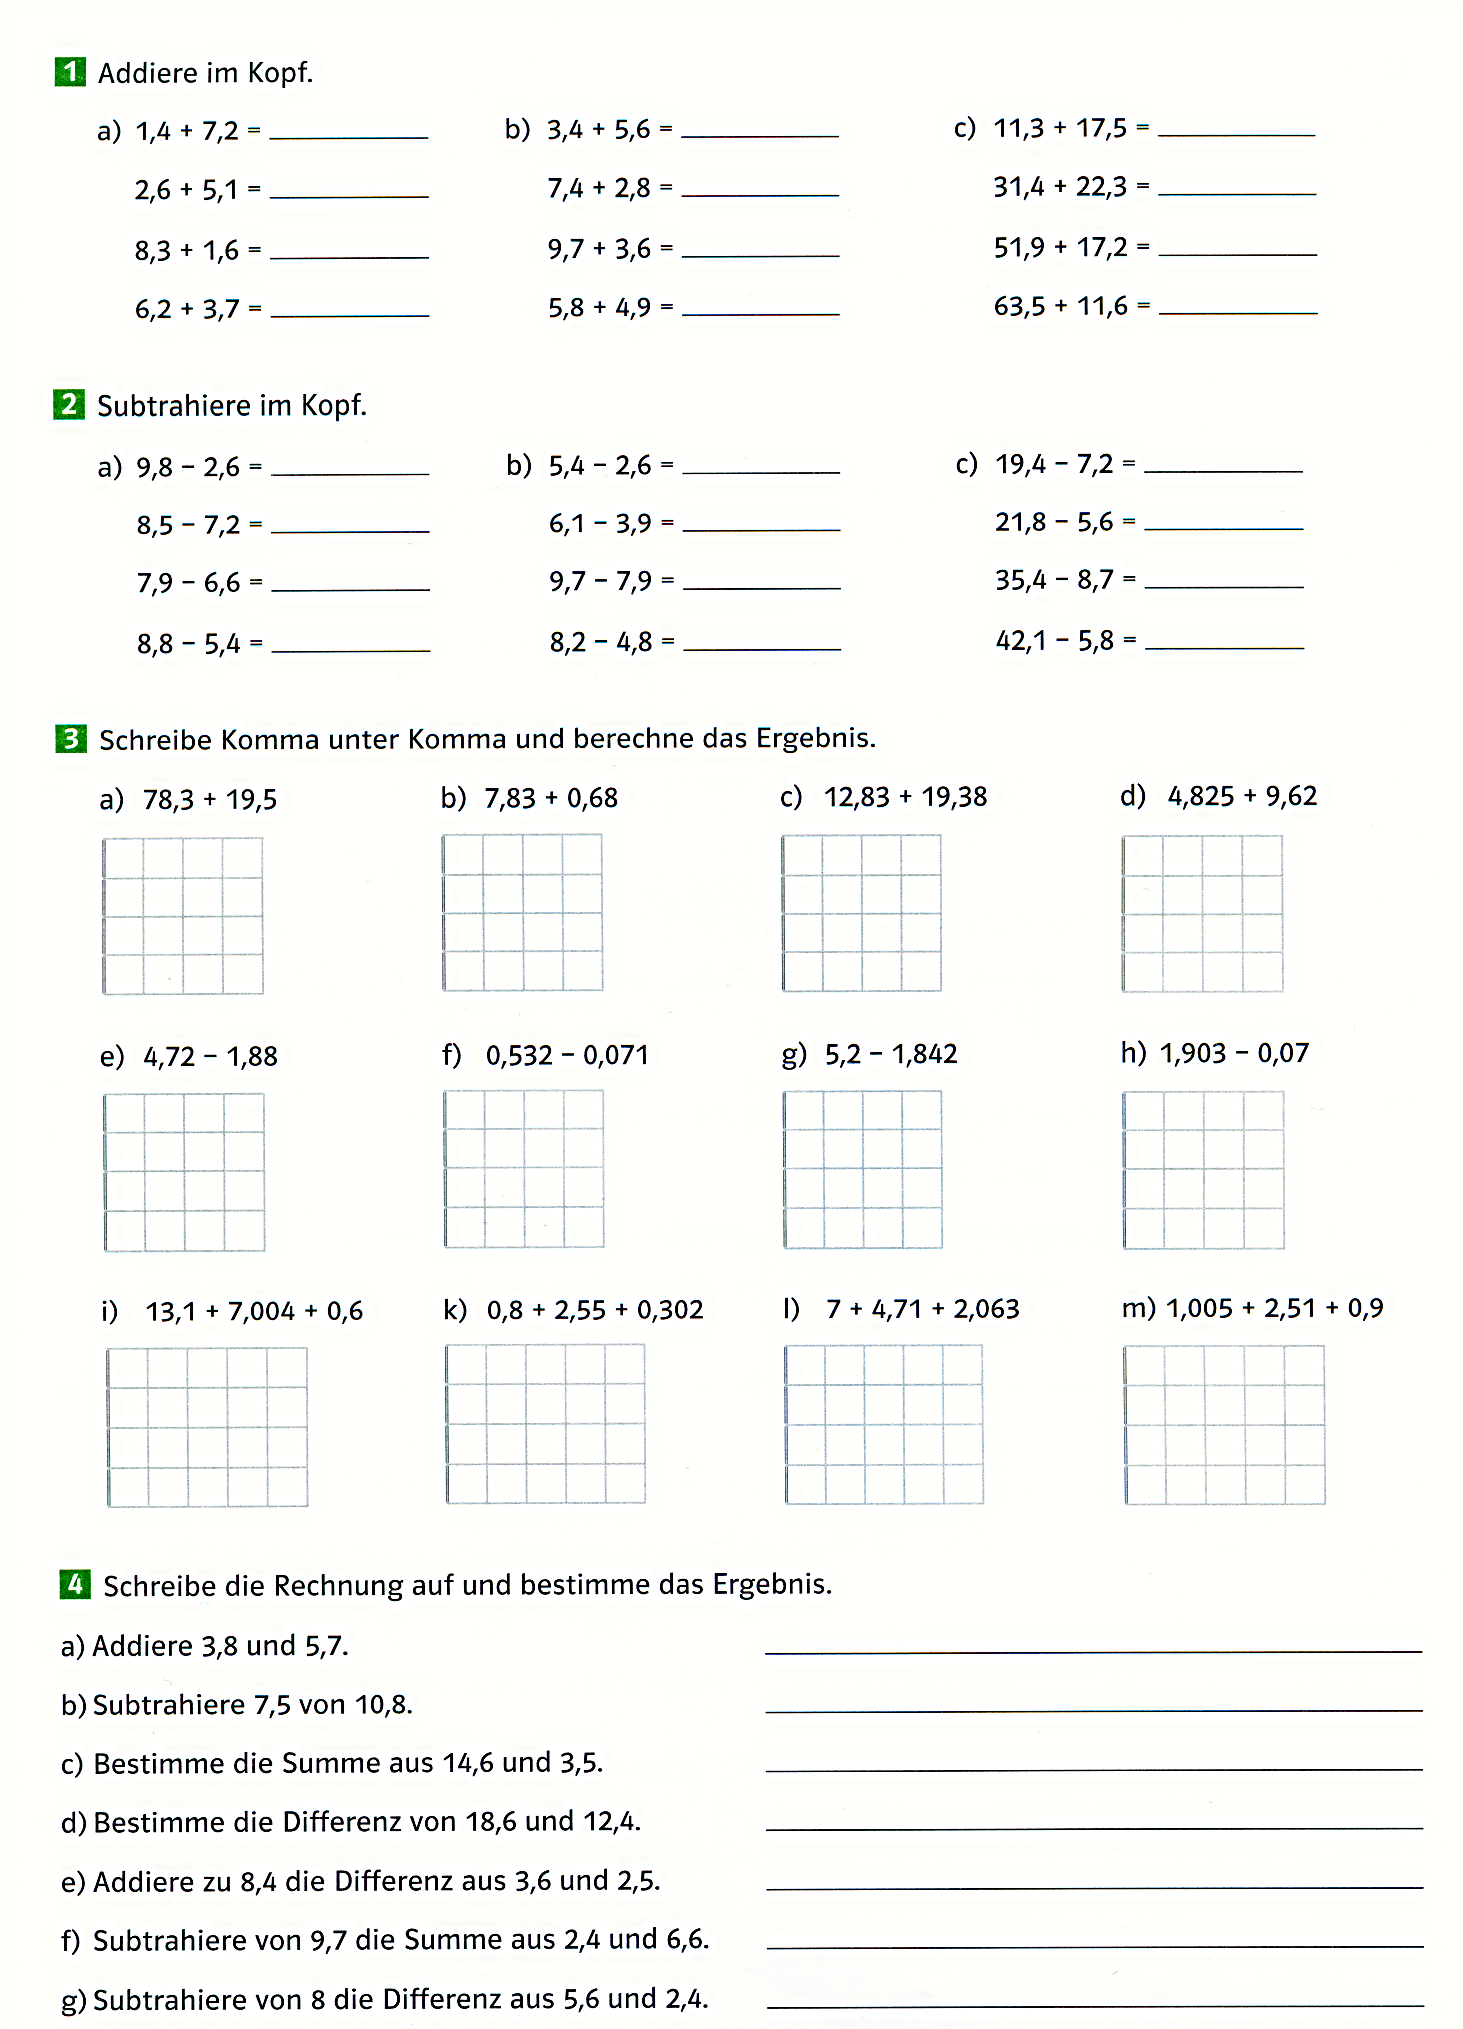 1 Addiere im Kopf.
a) 1,4 + 7,2 = b) 3,4 + 5,6 = c) 11,3 + 17,5 =
2,6 + 5,1 = 7,4 + 2,8 = 31,4 + 22,3 =
8,3 + 1,6 = 9,7 + 3,6 = 51,9 + 17,2 =
6,2 + 3,7 = 5,8 + 4,9 = 63,5 + 11,6 =
2 Subtrahiere im Kopf.
a) 9,8 − 2,6 = b) 5,4 − 2,6 = c) 19,4 − 7,2 =
8,5 − 7,2 = 6,1 − 3,9 = 21,8 − 5,6 =
7,9 − 6,6 = 9,7 − 7,9 = 35,4 − 8,7 =
8,8 − 5,4 = 8,2 − 4,8 = 42,1 − 5,8 =
3 Schreibe Komma unter Komma und berechne das Ergebnis.
a) 78,3 + 19,5 b) 7,83 + 0,68 c) 12,83 + 19,38 d) 4,825 + 9,62
e) 4,72 − 1,88 f) 0,532 − 0,071 g) 5,2 − 1,842 h) 1,903 − 0,07
i) 13,1 + 7,004 + 0,6 k) 0,8 + 2,55 + 0,302 l) 7 + 4,71 + 2,063 m) 1,005 + 2,51 + 0,9
4 Schreibe die Rechnung auf und bestimme das Ergebnis.
a) Addiere 3,8 und 5,7.
b) Subtrahiere 7,5 von 10,8.
c) Bestimme die Summe aus 14,6 und 3,5.
d) Bestimme die Differenz von 18,6 und 12,4.
e) Addiere zu 8,4 die Differenz aus 3,6 und 2,5.
f) Subtrahiere von 9,7 die Summe aus 2,4 und 6,6.
g) Subtrahiere von 8 die Differenz aus 5,6 und 2,4.